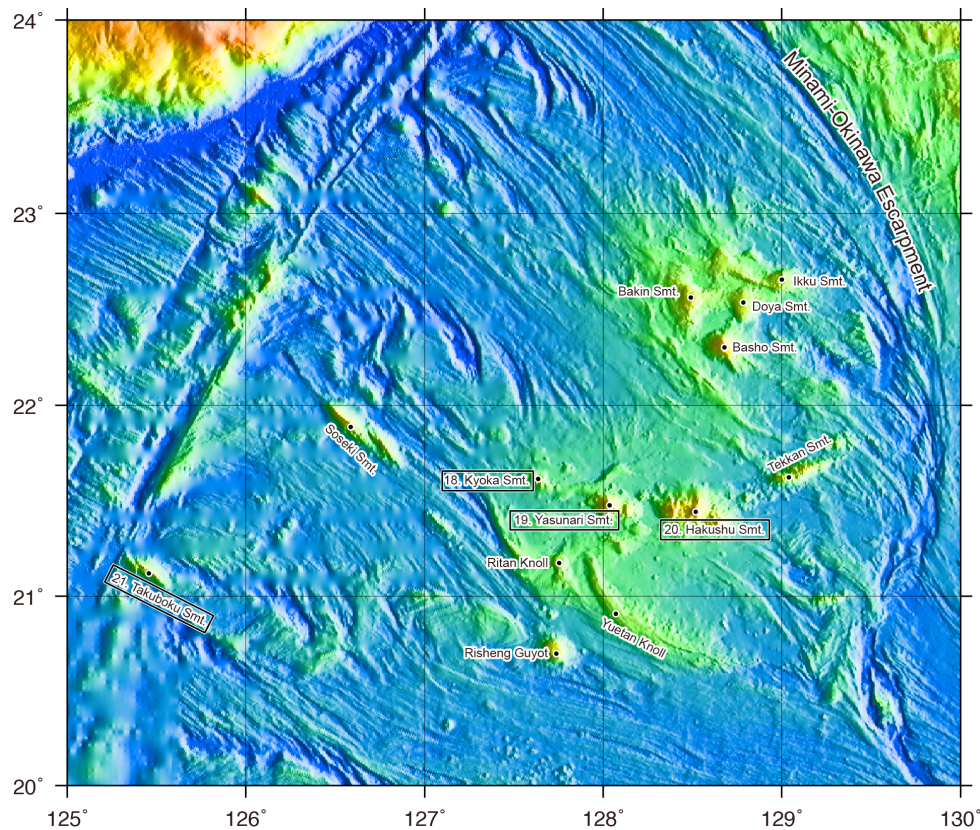 24˚
Minami-Okinawa Escarpment
23˚
Ikku Smt.
Bakin Smt.
Doya Smt.
Basho Smt.
22˚
Soseki Smt.
Tekkan Smt.
18. Kyoka Smt.
19. Yasunari Smt.
20. Hakushu Smt.
Ritan Knoll
21˚
21. Takuboku Smt.
Yuetan Knoll
Risheng Guyot
20˚
125˚ 126˚ 127˚ 128˚ 129˚ 130˚